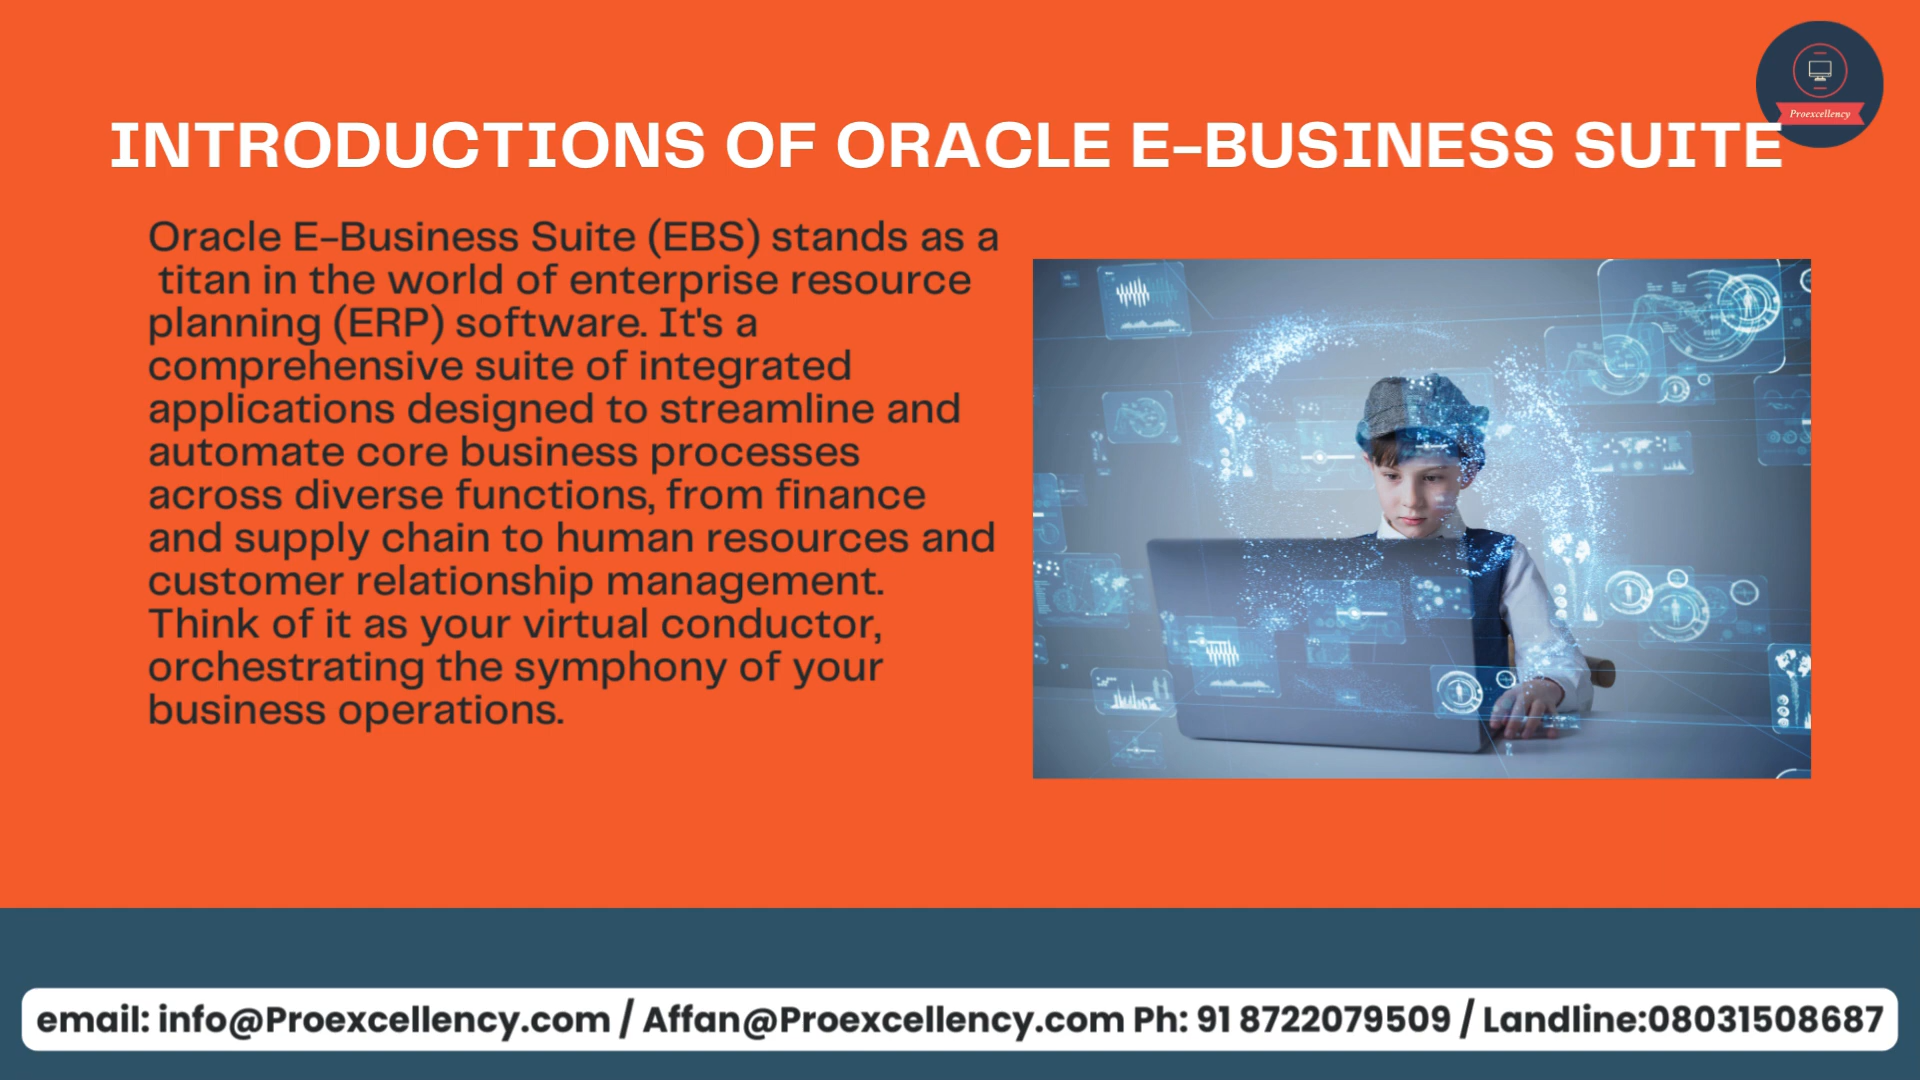 Proexcellency
INTRODUCTIONS OF ORACLE E-BUSINESS SUITE
Oracle E-Business Suite (EBS) stands as a
titan in the world of enterprise resource
planning (ERP) software. It's a
comprehensive suite of integrated
applications designed to streamline and
automate core business processes
across diverse functions, from finance
and supply chain to human resources and
customer relationship management.
Think of it as your virtual conductor,
orchestrating the symphony of your
business operations.
email: info@Proexcellency.com / Affan@Proexcellency.com Ph: 91 8722079509 / Landline:08031508687